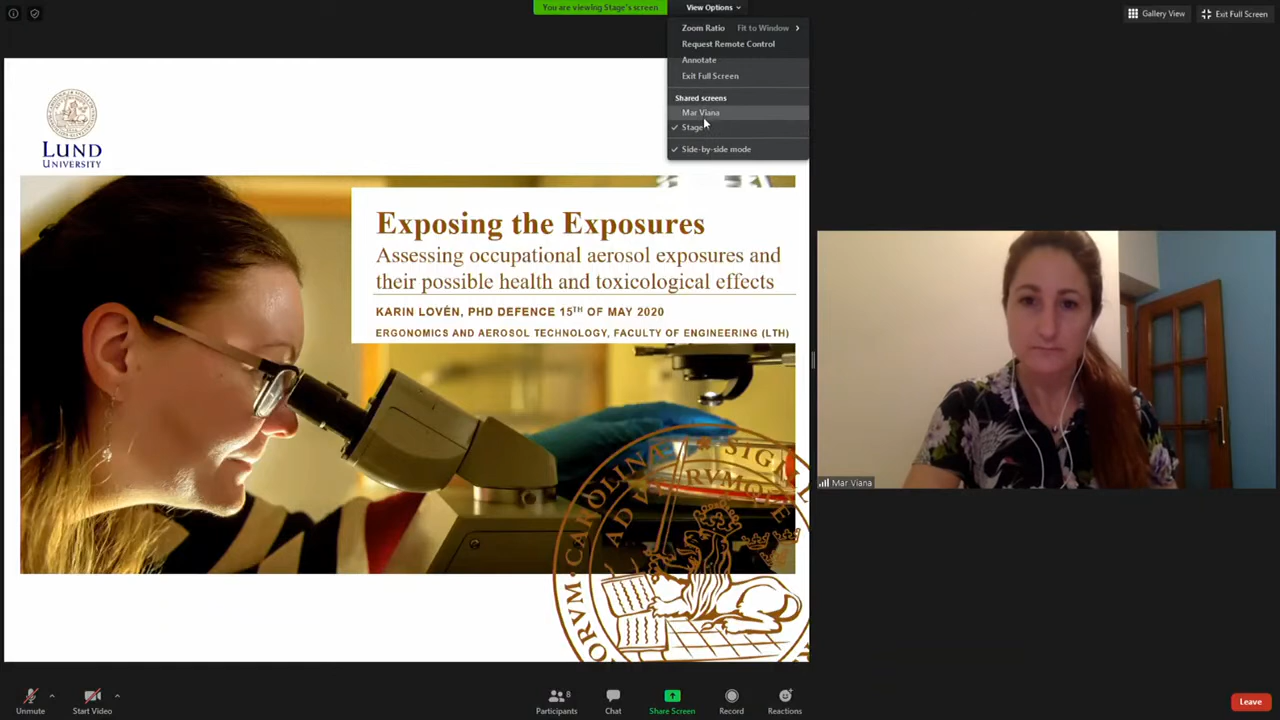 You are viewing Stage's screen
View Options
Gallery View
Exit Full Screen
Zoom Ratio Fit to Window
Request Remote Control
Annotate
Exit Full Screen
Shared screens
Mar Viana
Stage
Side-by-side mode
LUND
UNIVERSITY
Exposing the Exposures
Assessing occupational aerosol exposures and
their possible health and toxicological effects
KARIN LOVÉN, PHD DEFENCE 15TH OF MAY 2020
ERGONOMICS AND AEROSOL TECHNOLOGY, FACULTY OF ENGINEERING (LTH)
Mar Viana
Unmute
Start Video
8
Participants
Chat
Share Screen
Record
Reactions
Leave